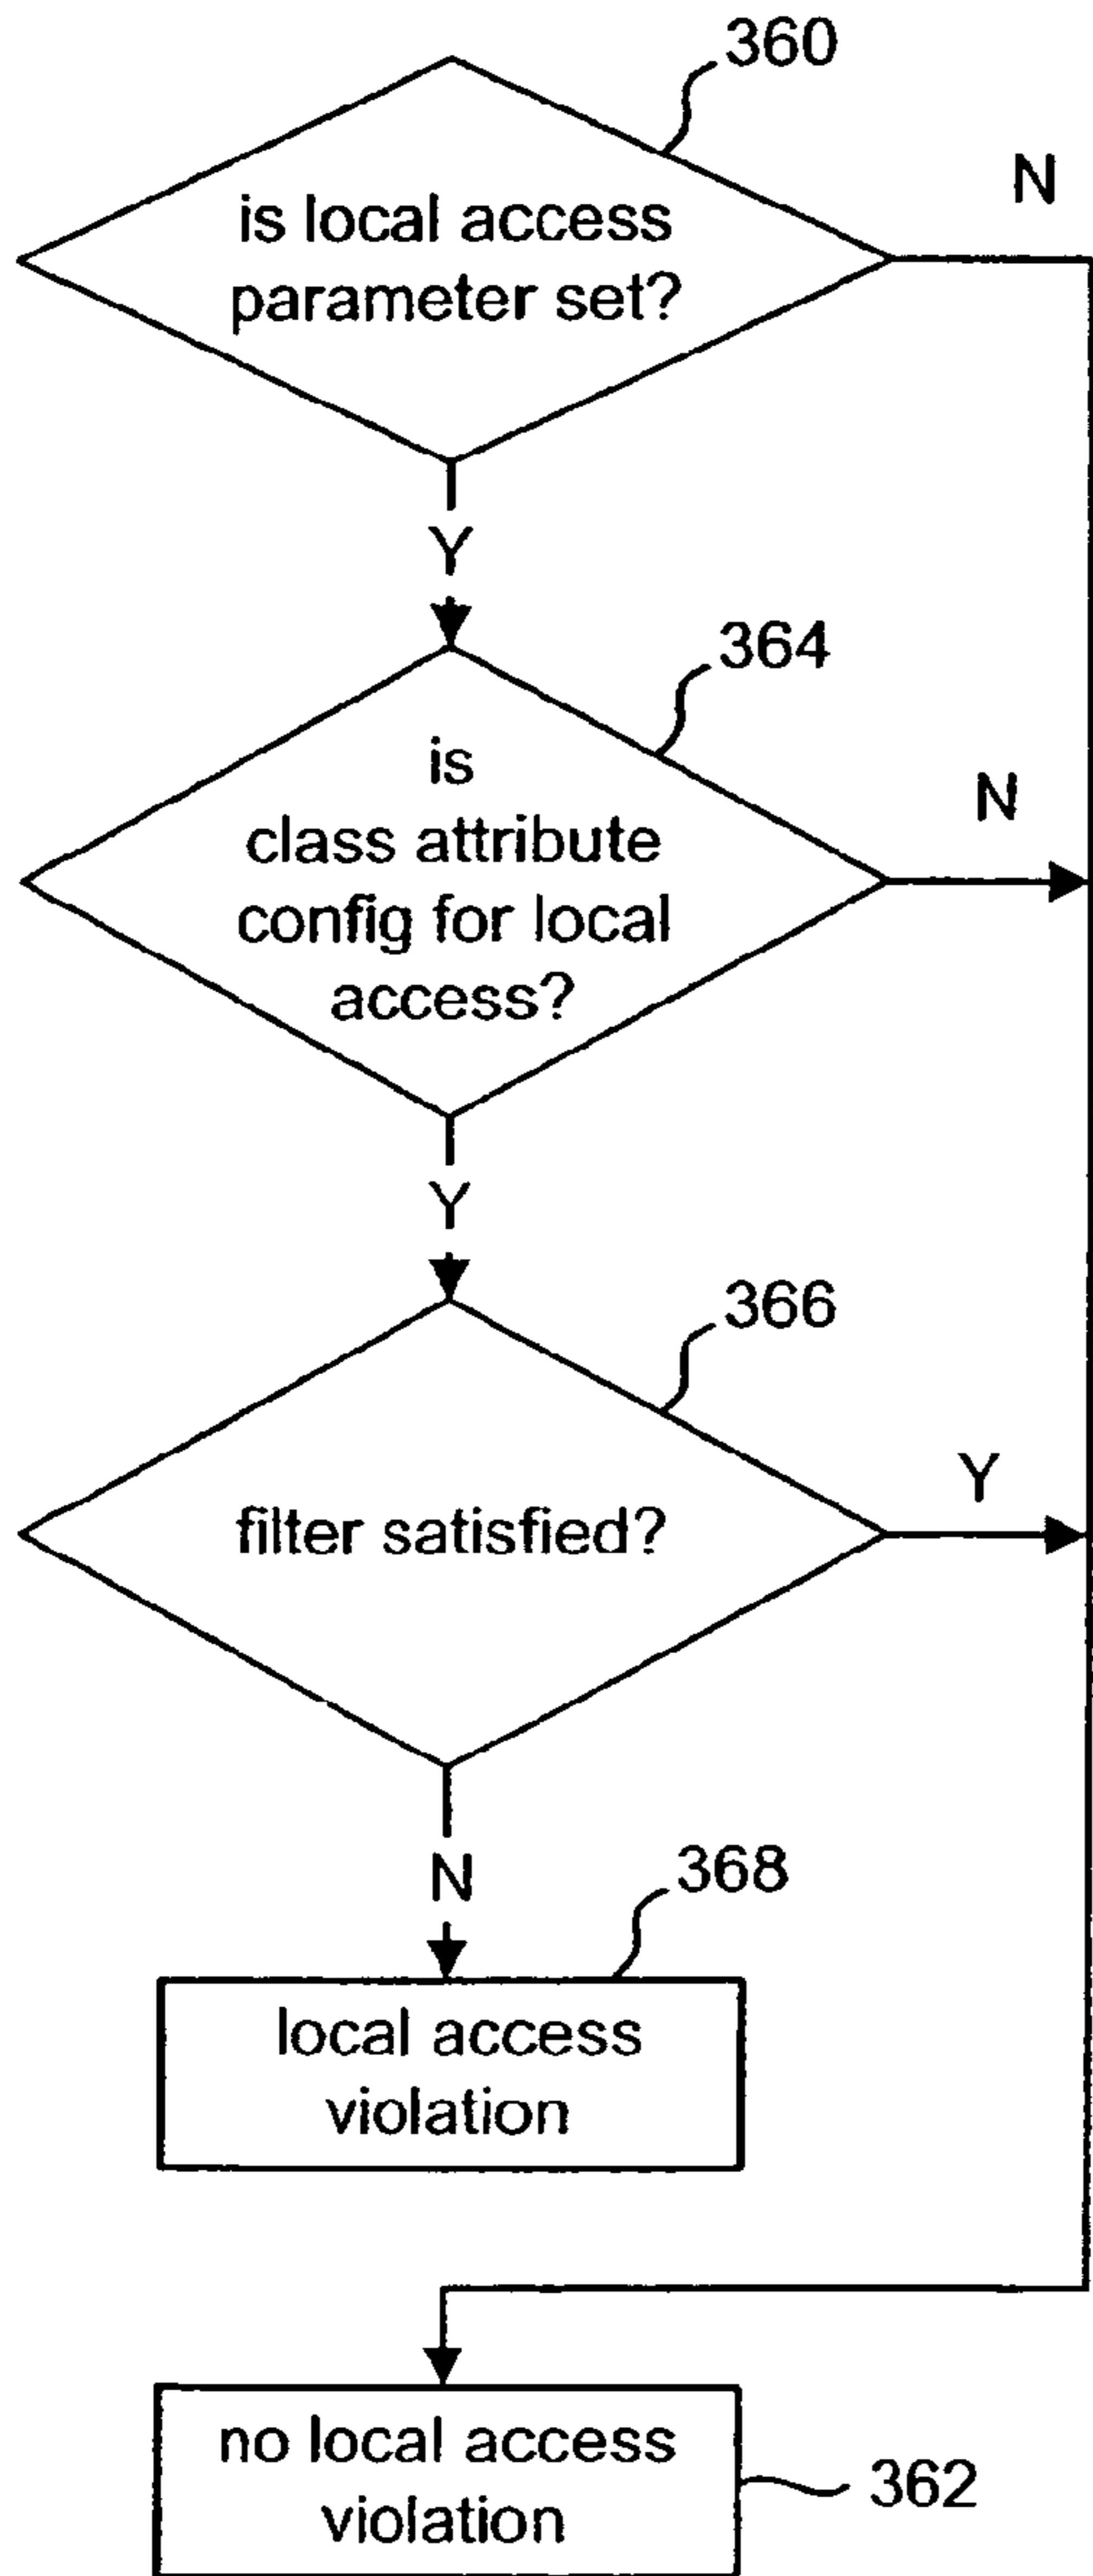 360
N
is local access
parameter set?
Y
364
is
class attribute
config for local
access?
N
Y
366
filter satisfied?
Y
N
368
local access
violation
no local access
violation
362